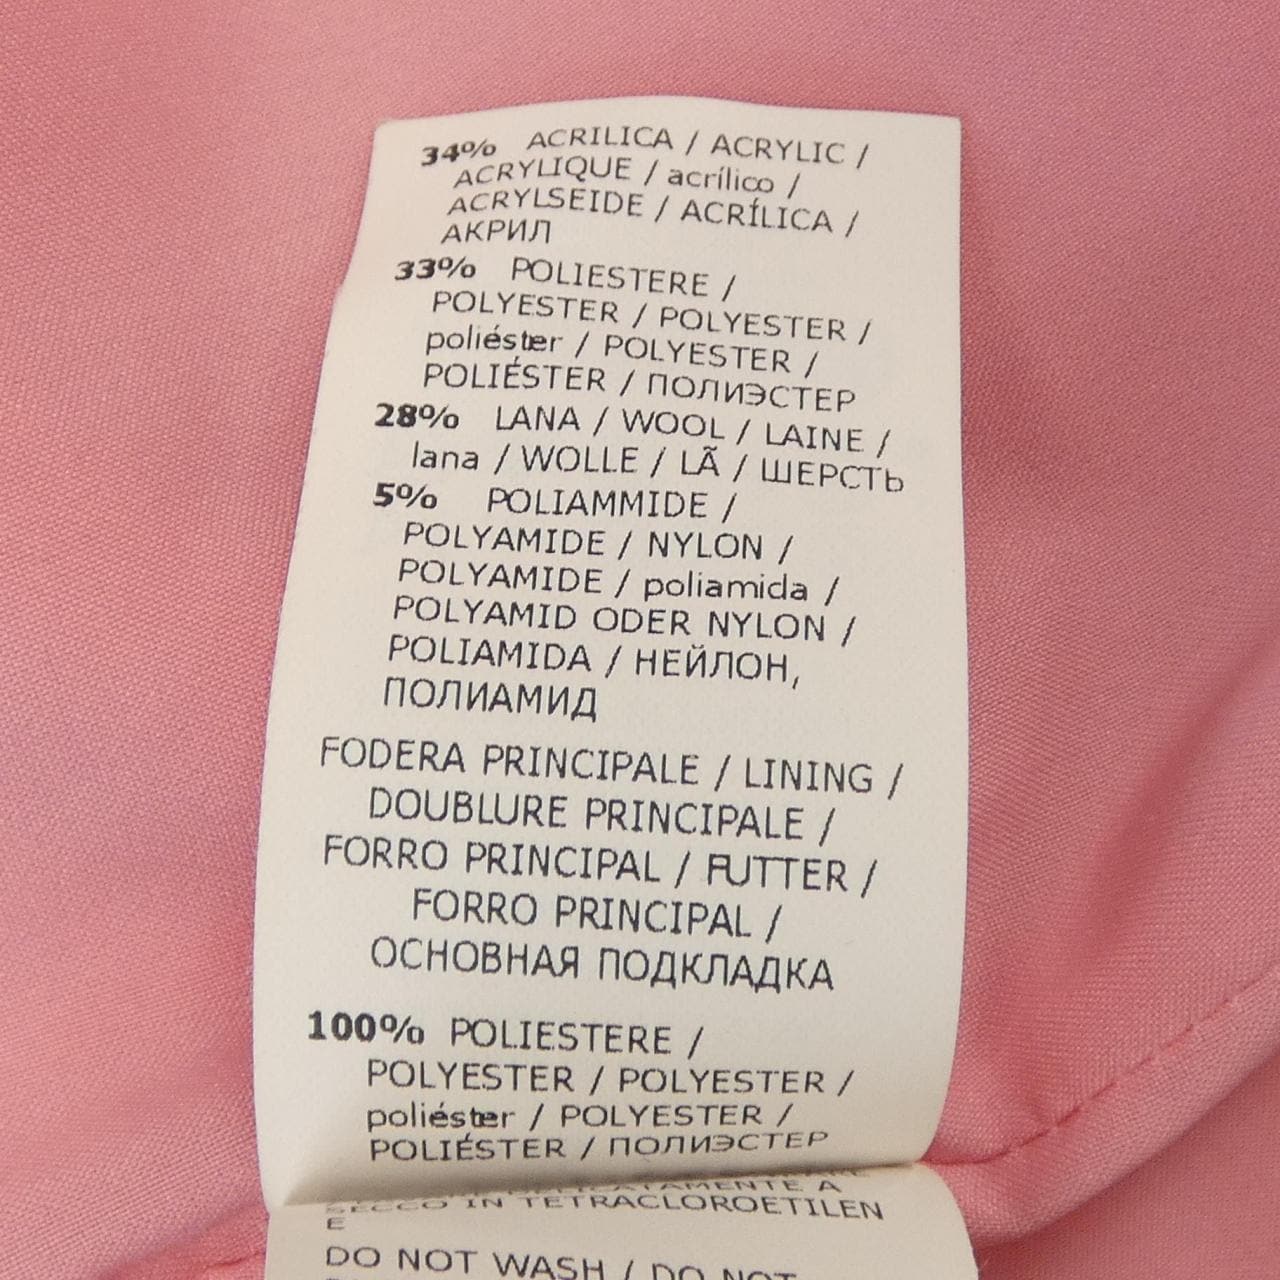 34% ACRILICA / ACRYLIC /
ACRYLIQUE / acrílico /
ACRYLSEIDE / ACRÍLICA /
АКРИЛ
33% POLIESTERE /
POLYESTER / POLYESTER /
poliéster / POLYESTER /
POLIÉSTER / ПОЛИЭСТЕР
28% LANA / WOOL / LAINE /
lana / WOLLE / LÃ / ШЕРСТЬ
5% POLIAMMIDE /
POLYAMIDE / NYLON /
POLYAMIDE / poliamida /
POLYAMID ODER NYLON /
POLIAMIDA / НЕЙЛОН,
ПОЛИАМИД
FODERA PRINCIPALE / LINING /
DOUBLURE PRINCIPALE /
FORRO PRINCIPAL / FUTTER /
FORRO PRINCIPAL /
ОСНОВНАЯ ПОДКЛАДКА
100% POLIESTERE /
POLYESTER / POLYESTER /
poliéster / POLYESTER /
POLIÉSTER / ПОЛИЭСТЕР
A
SECCO IN TETRACLOROETILEN
E
DO NOT WASH / DO NOT